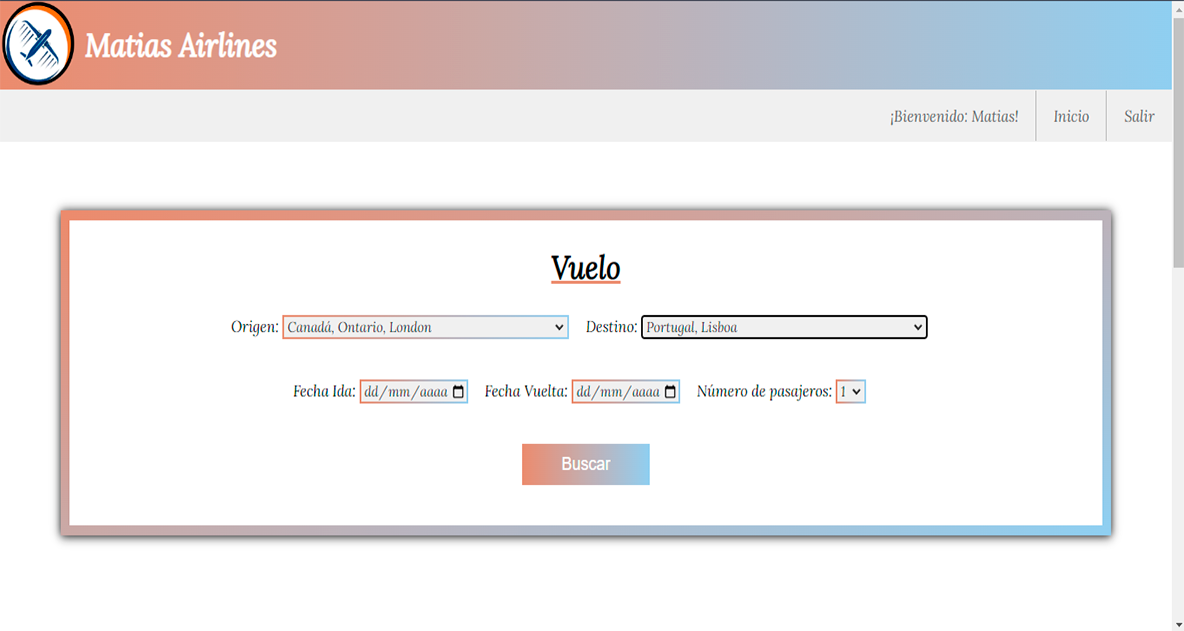 Matias Airlines
¡Bienvenido: Matias! Inicio Salir
Vuelo
Origen: Canadá, Ontario, London Destino: Portugal, Lisboa
Fecha Ida: dd/mm/aaaa Fecha Vuelta: dd/mm/aaaa Número de pasajeros: 1
Buscar